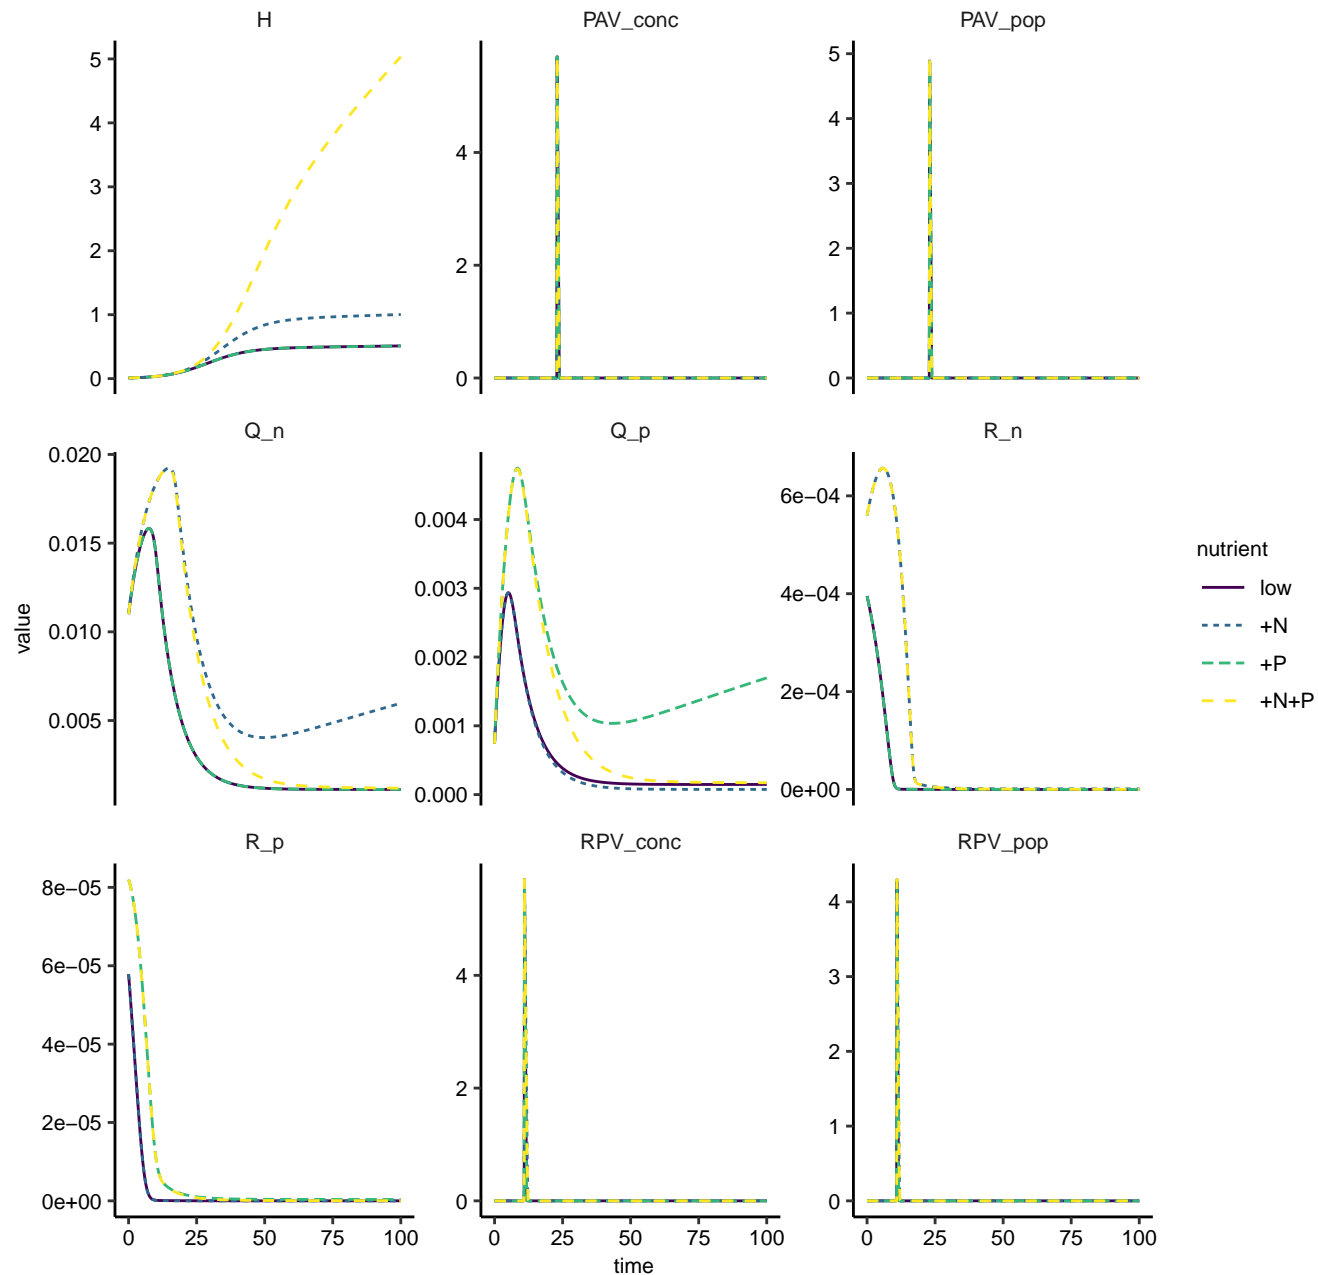 H
PAV_conc
PAV_pop
5
4
3
2
1
0
4
2
0
5
4
3
2
1
0
Q_n
Q_p
R_n
0.020
0.015
0.010
0.005
0.004
0.003
0.002
0.001
0.000
6e−04
4e−04
2e−04
0e+00
value
nutrient
low
+N
+P
+N+P
R_p
RPV_conc
RPV_pop
8e−05
6e−05
4e−05
2e−05
0e+00
4
2
0
4
3
2
1
0
0 25 50 75 100
0 25 50 75 100
0 25 50 75 100
time